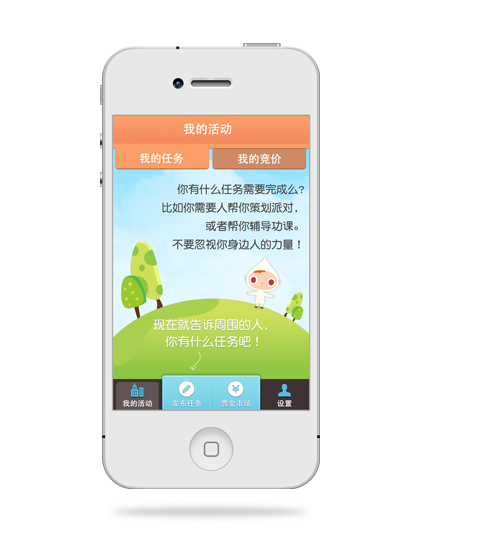 我的活动
我的任务
我的竞价
你有什么任务需要完成么?
比如你需要人帮你策划派对,
或者帮你辅导功课。
不要忽视你身边人的力量！
现在就告诉周围的人,
你有什么任务吧！
我的活动
发布任务
赏金市场
设置